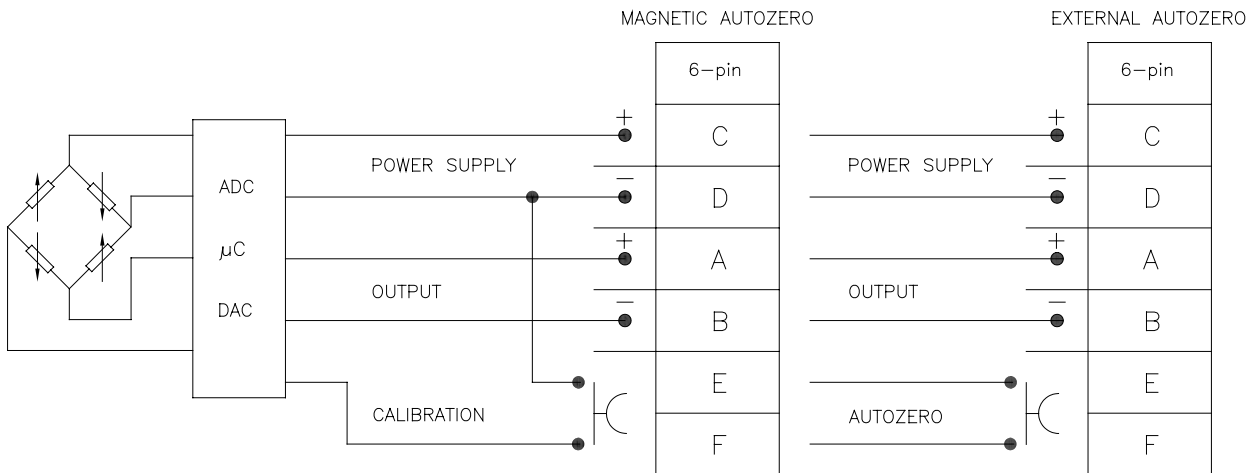 MAGNETIC AUTOZERO
EXTERNAL AUTOZERO
6-pin
6-pin
+
C
+
C
POWER SUPPLY
POWER SUPPLY
ADC
−
D
−
D
μC
+
A
+
A
OUTPUT
OUTPUT
DAC
−
B
−
B
E
E
CALIBRATION
AUTOZERO
F
F